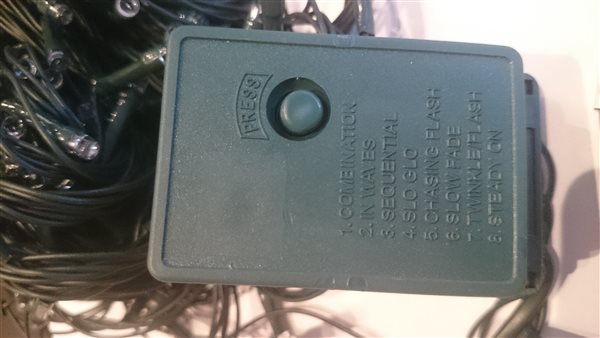 PRESS
1. COMBINATION
2. IN WAVES
3. SEQUENTIAL
4. SLO GLO
5. CHASING FLASH
6. SLOW FADE
7. TWINKLE/FLASH
8. STEADY ON